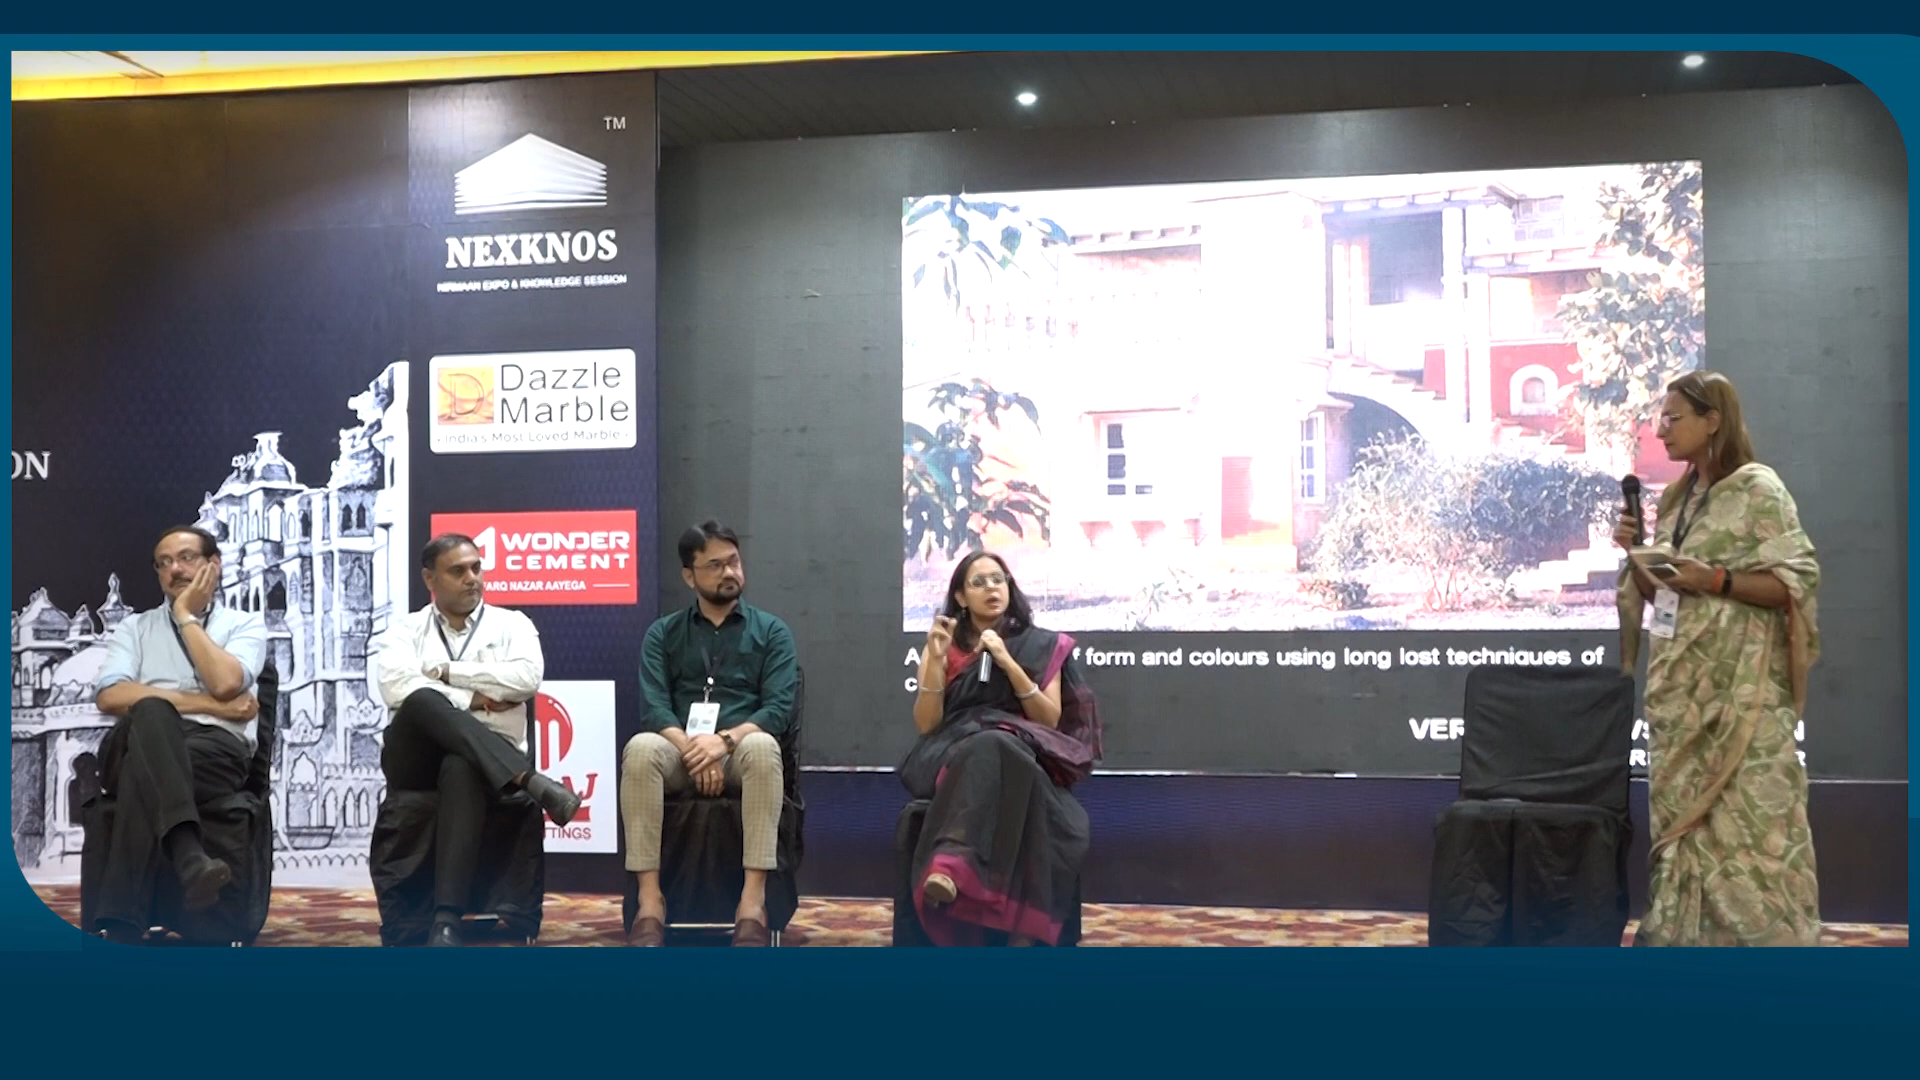 TM
NEXKNOS
NIRMAAN EXPO & KNOWLEDGE SESSION
D
Dazzle
Marble
India's Most Loved Marble
ON
WONDER
CEMENT
FARQ NAZAR AAYEGA
TTINGS
f form and colours using long lost techniques of
VER